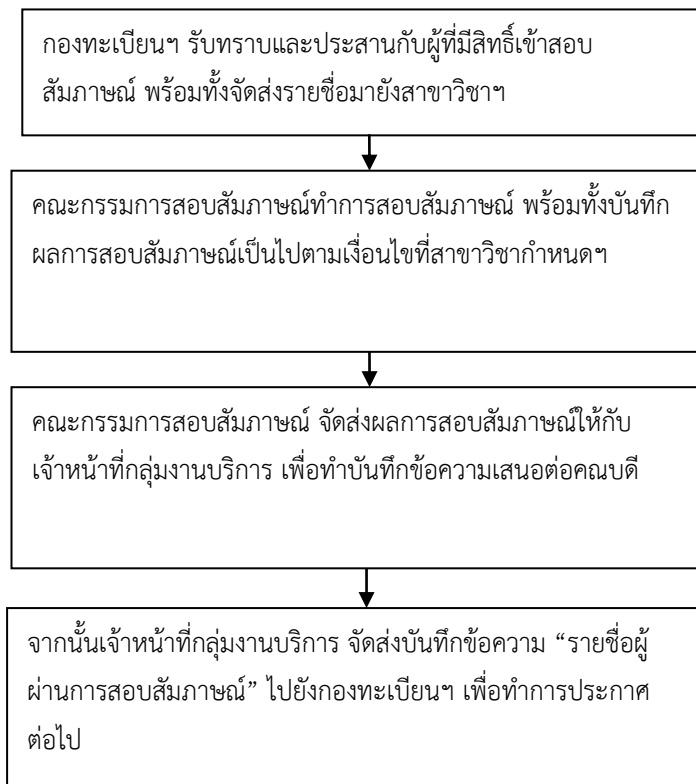 กองทะเบียนฯ รับทราบและประสานกับผู้ที่มีสิทธิ์เข้าสอบ
สัมภาษณ์ พร้อมทั้งจัดส่งรายชื่อมายังสาขาวิชาฯ
คณะกรรมการสอบสัมภาษณ์ทำการสอบสัมภาษณ์ พร้อมทั้งบันทึก
ผลการสอบสัมภาษณ์เป็นไปตามเงื่อนไขที่สาขาวิชากำหนดฯ
คณะกรรมการสอบสัมภาษณ์ จัดส่งผลการสอบสัมภาษณ์ให้กับ
เจ้าหน้าที่กลุ่มงานบริการ เพื่อทำบันทึกข้อความเสนอต่อคณบดี
จากนั้นเจ้าหน้าที่กลุ่มงานบริการ จัดส่งบันทึกข้อความ “รายชื่อผู้
ผ่านการสอบสัมภาษณ์” ไปยังกองทะเบียนฯ เพื่อทำการประกาศ
ต่อไป